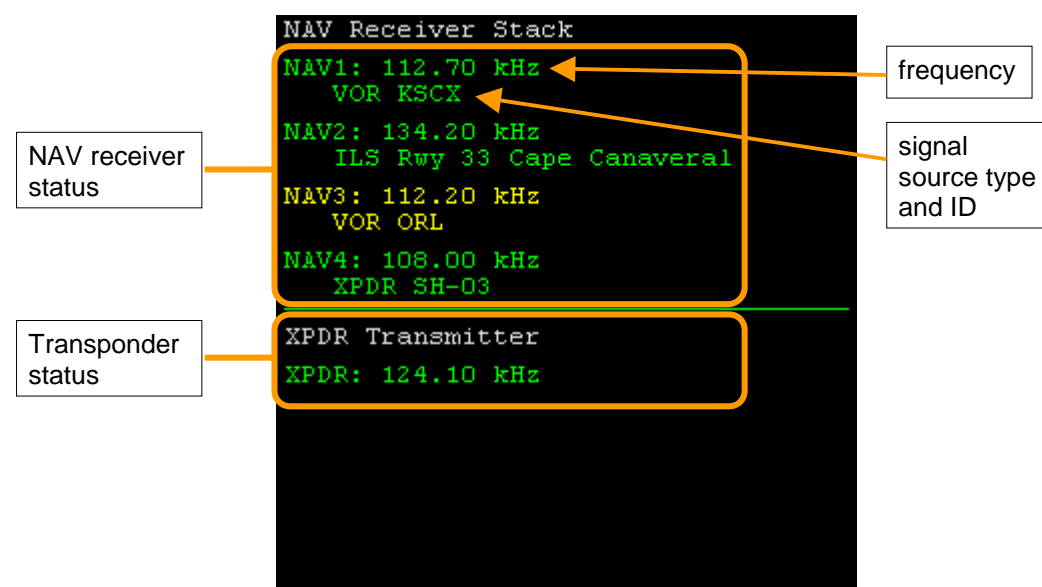 NAV Receiver Stack
NAV1: 112.70 kHz
VOR KSCX
NAV2: 134.20 kHz
ILS Rwy 33 Cape Canaveral
NAV3: 112.20 kHz
VOR ORL
NAV4: 108.00 kHz
XPDR SH-03
XPDR Transmitter
XPDR: 124.10 kHz
NAV receiver
status
Transponder
status
frequency
signal
source type
and ID